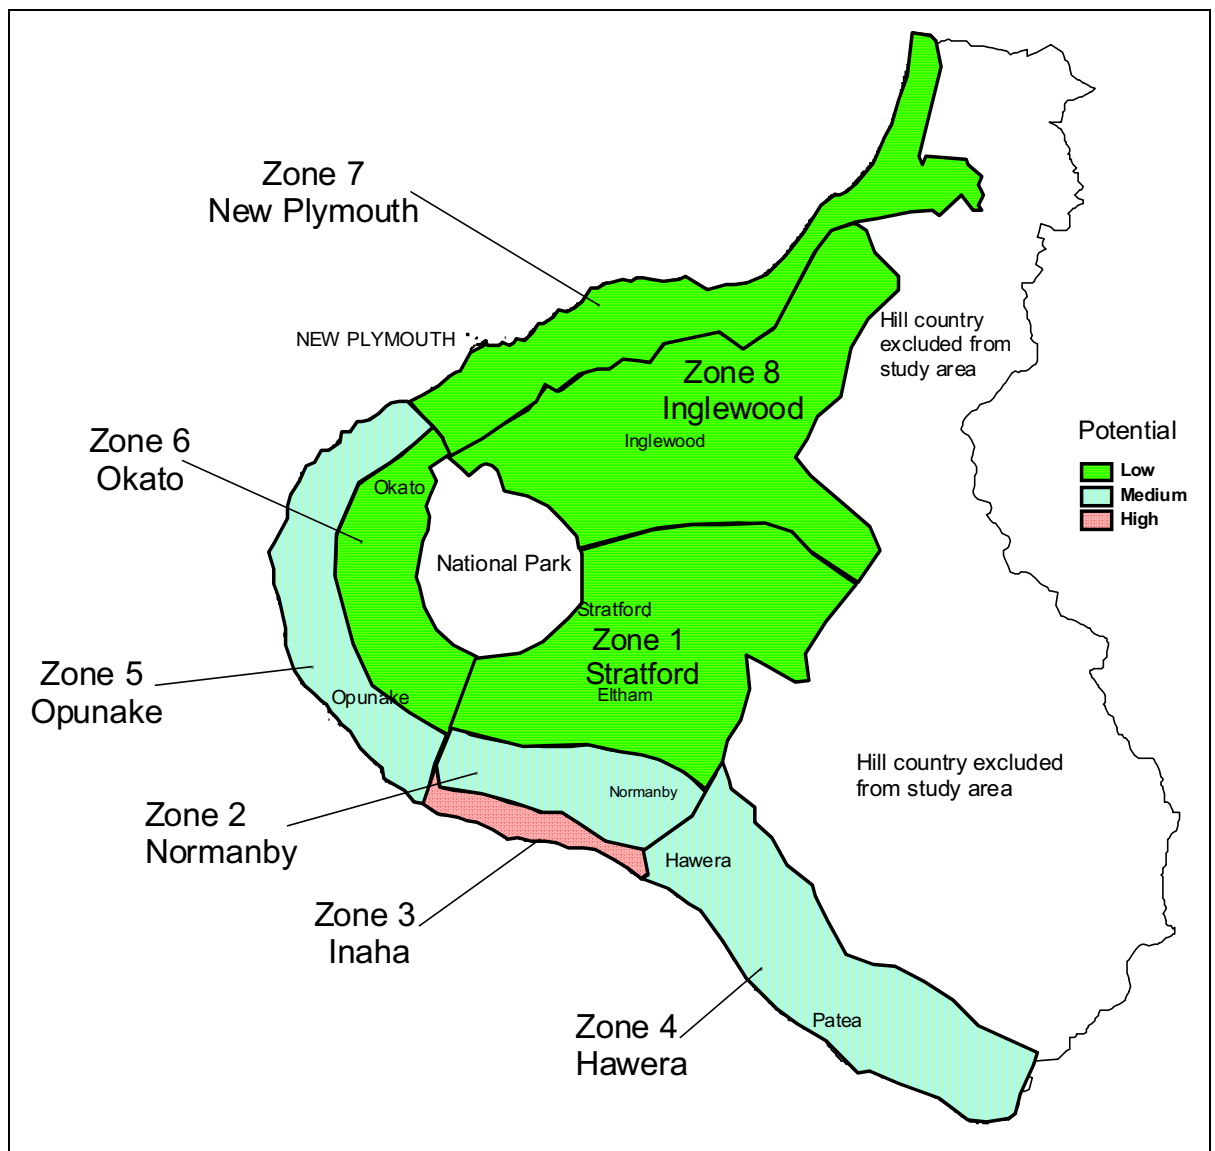 Zone 7
New Plymouth
NEW PLYMOUTH
Hill country
excluded from
study area
Zone 8
Inglewood
Inglewood
Potential
Low
Medium
High
Zone 6
Okato
Okato
National Park
Stratford
Zone 1
Stratford
Eltham
Zone 5
Opunake
Opunake
Hill country excluded
from study area
Normanby
Zone 2
Normanby
Hawera
Zone 3
Inaha
Patea
Zone 4
Hawera